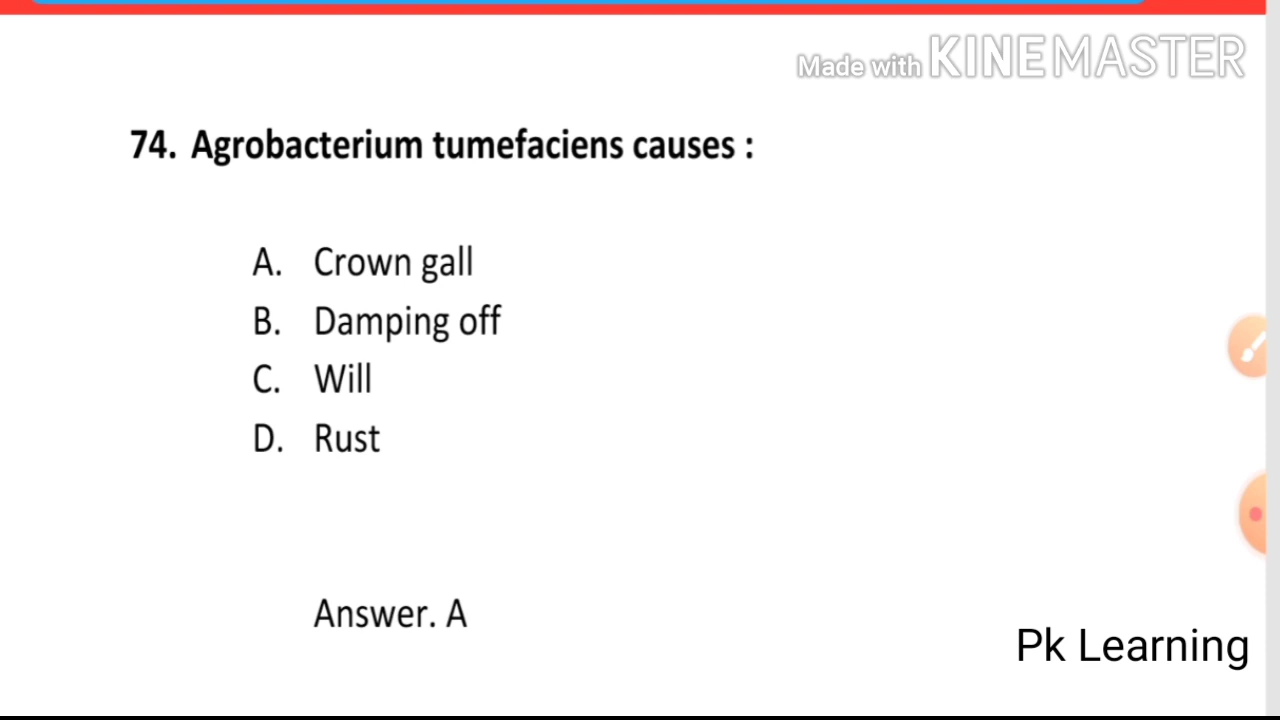 Made with KINEMASTER
74. Agrobacterium tumefaciens causes :
A. Crown gall
B. Damping off
C. Will
D. Rust
Answer. A
Pk Learning